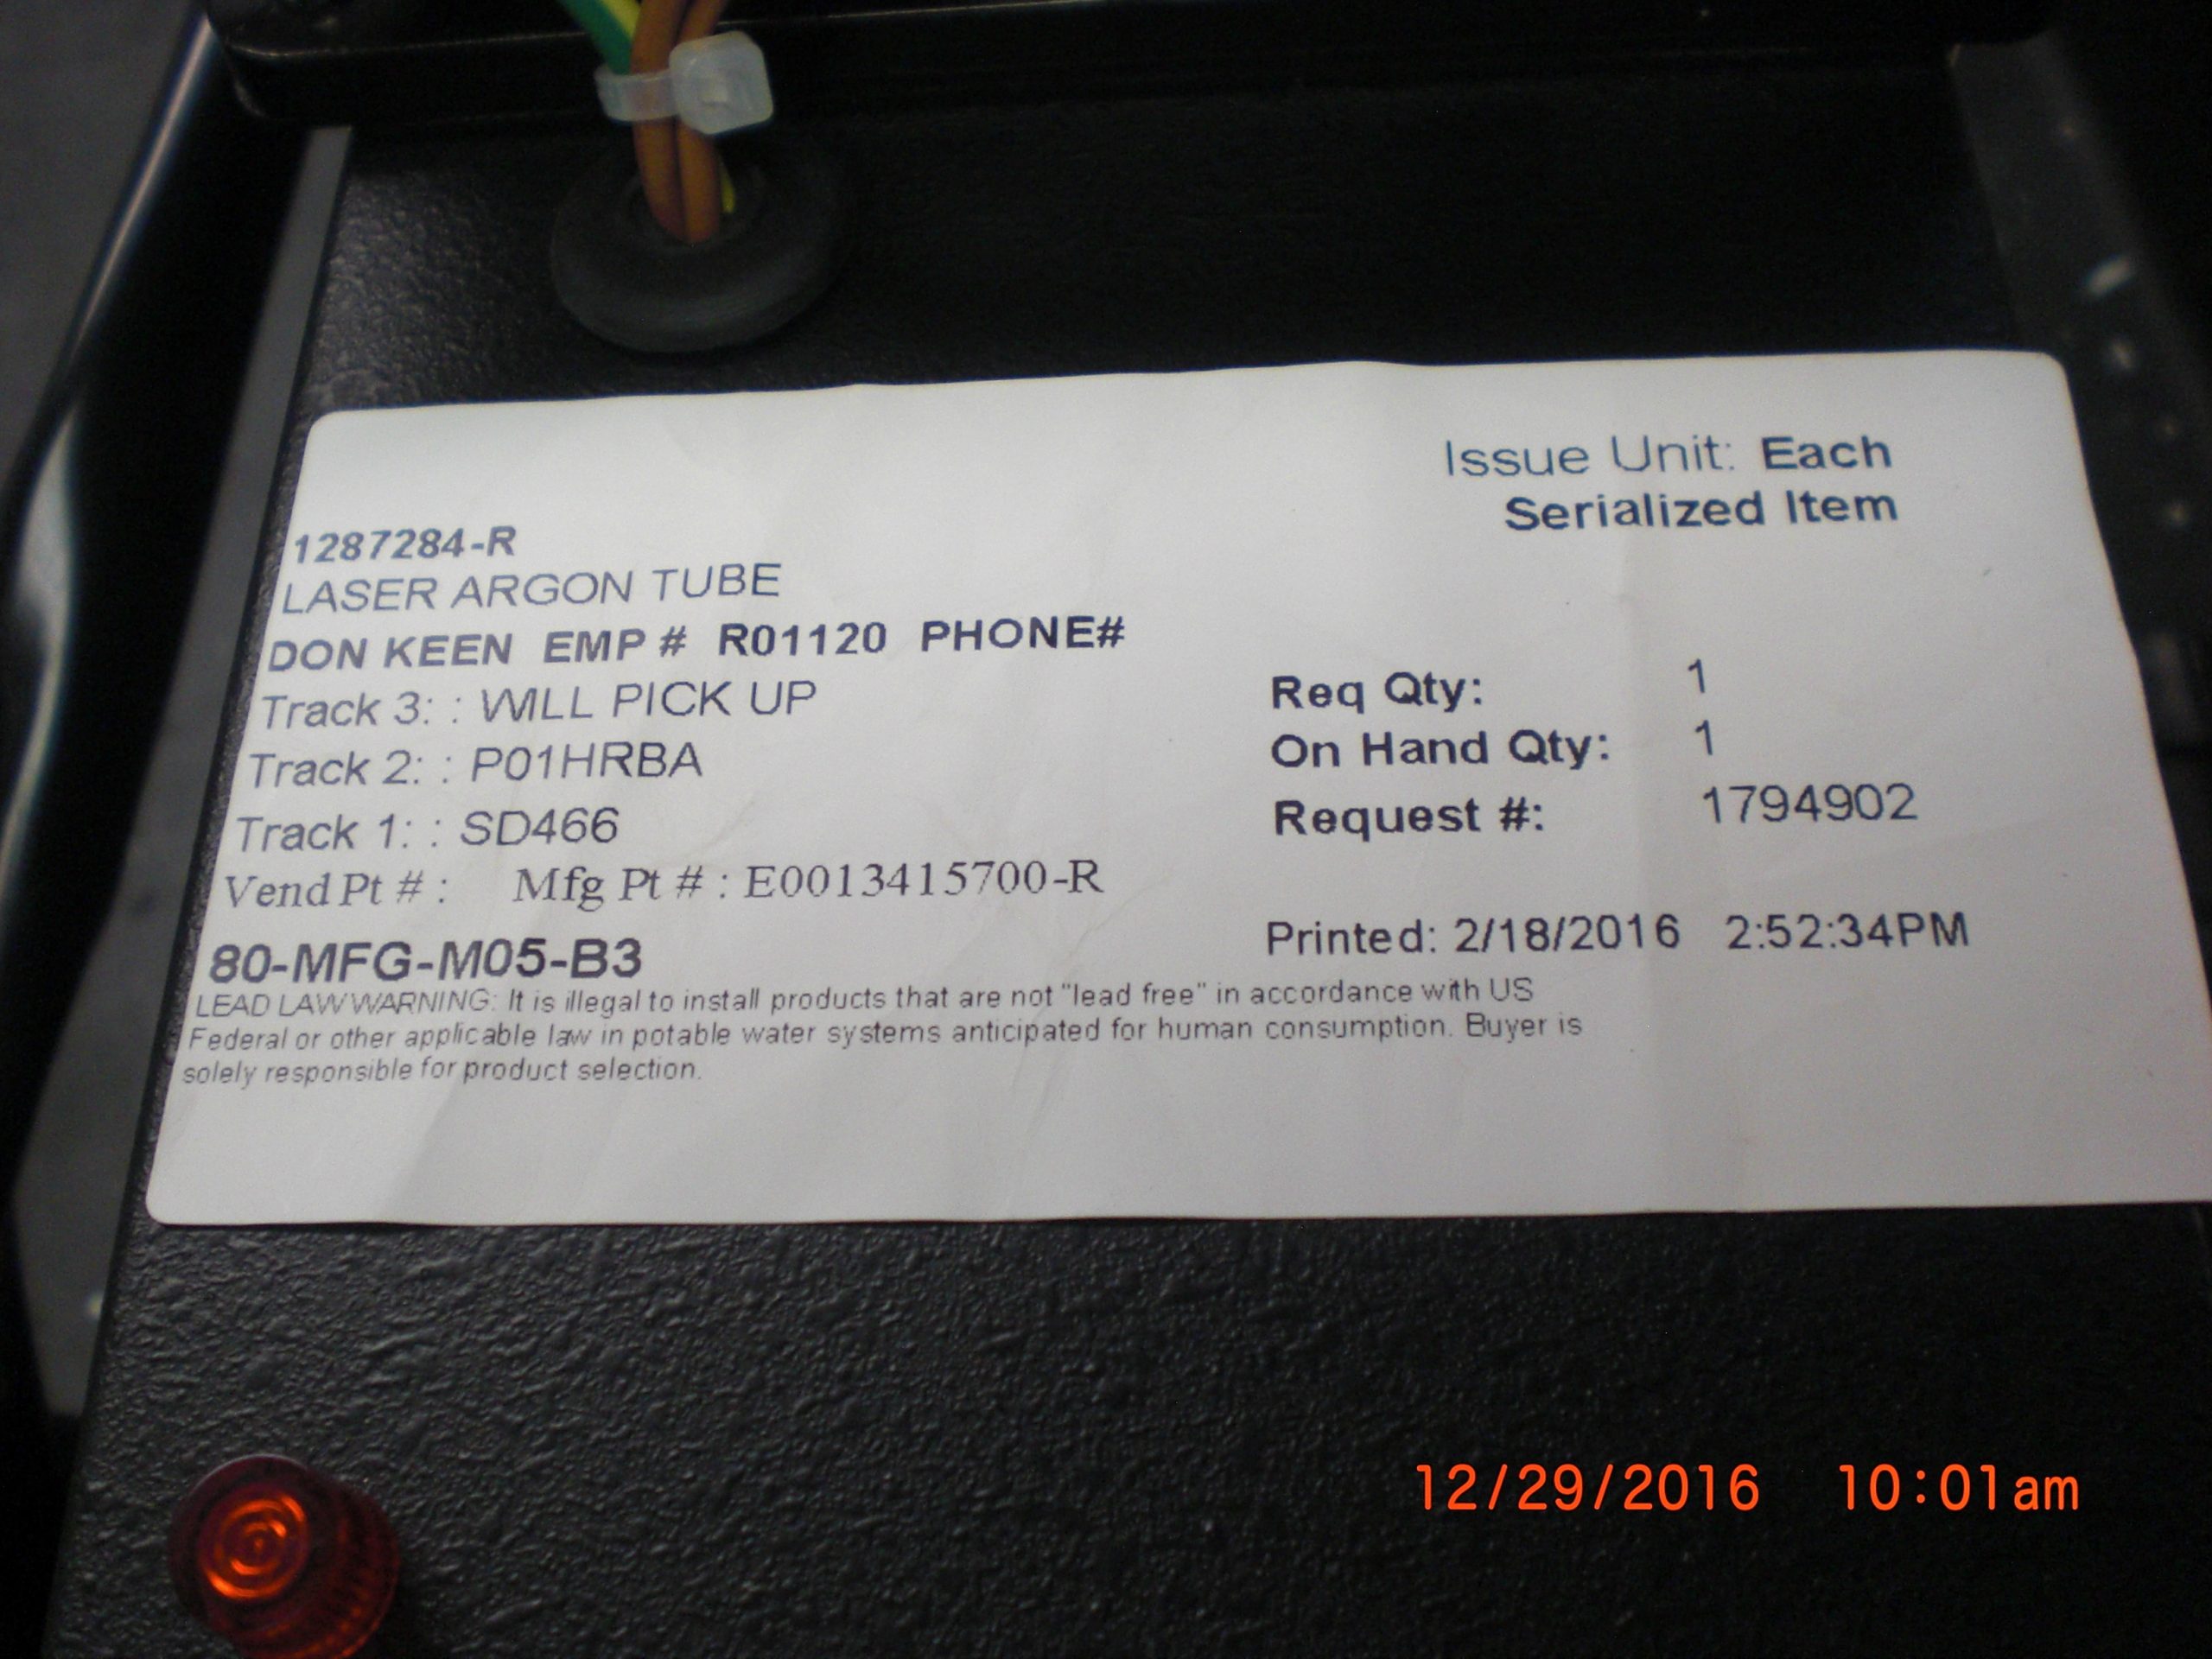 Issue Unit: Each
Serialized Item
1287284-R
LASER ARGON TUBE
DON KEEN EMP # R01120 PHONE#
Track 3: : WILL PICK UP
Req Qty: 1
Track 2: : P01HRBA
On Hand Qty: 1
Track 1: : SD466
Request #: 1794902
Vend Pt # : Mfg Pt # : E0013415700-R
80-MFG-M05-B3
Printed: 2/18/2016 2:52:34PM
LEAD LAW WARNING: It is illegal to install products that are not "lead free" in accordance with US
Federal or other applicable law in potable water systems anticipated for human consumption. Buyer is
solely responsible for product selection.
12/29/2016 10:01am